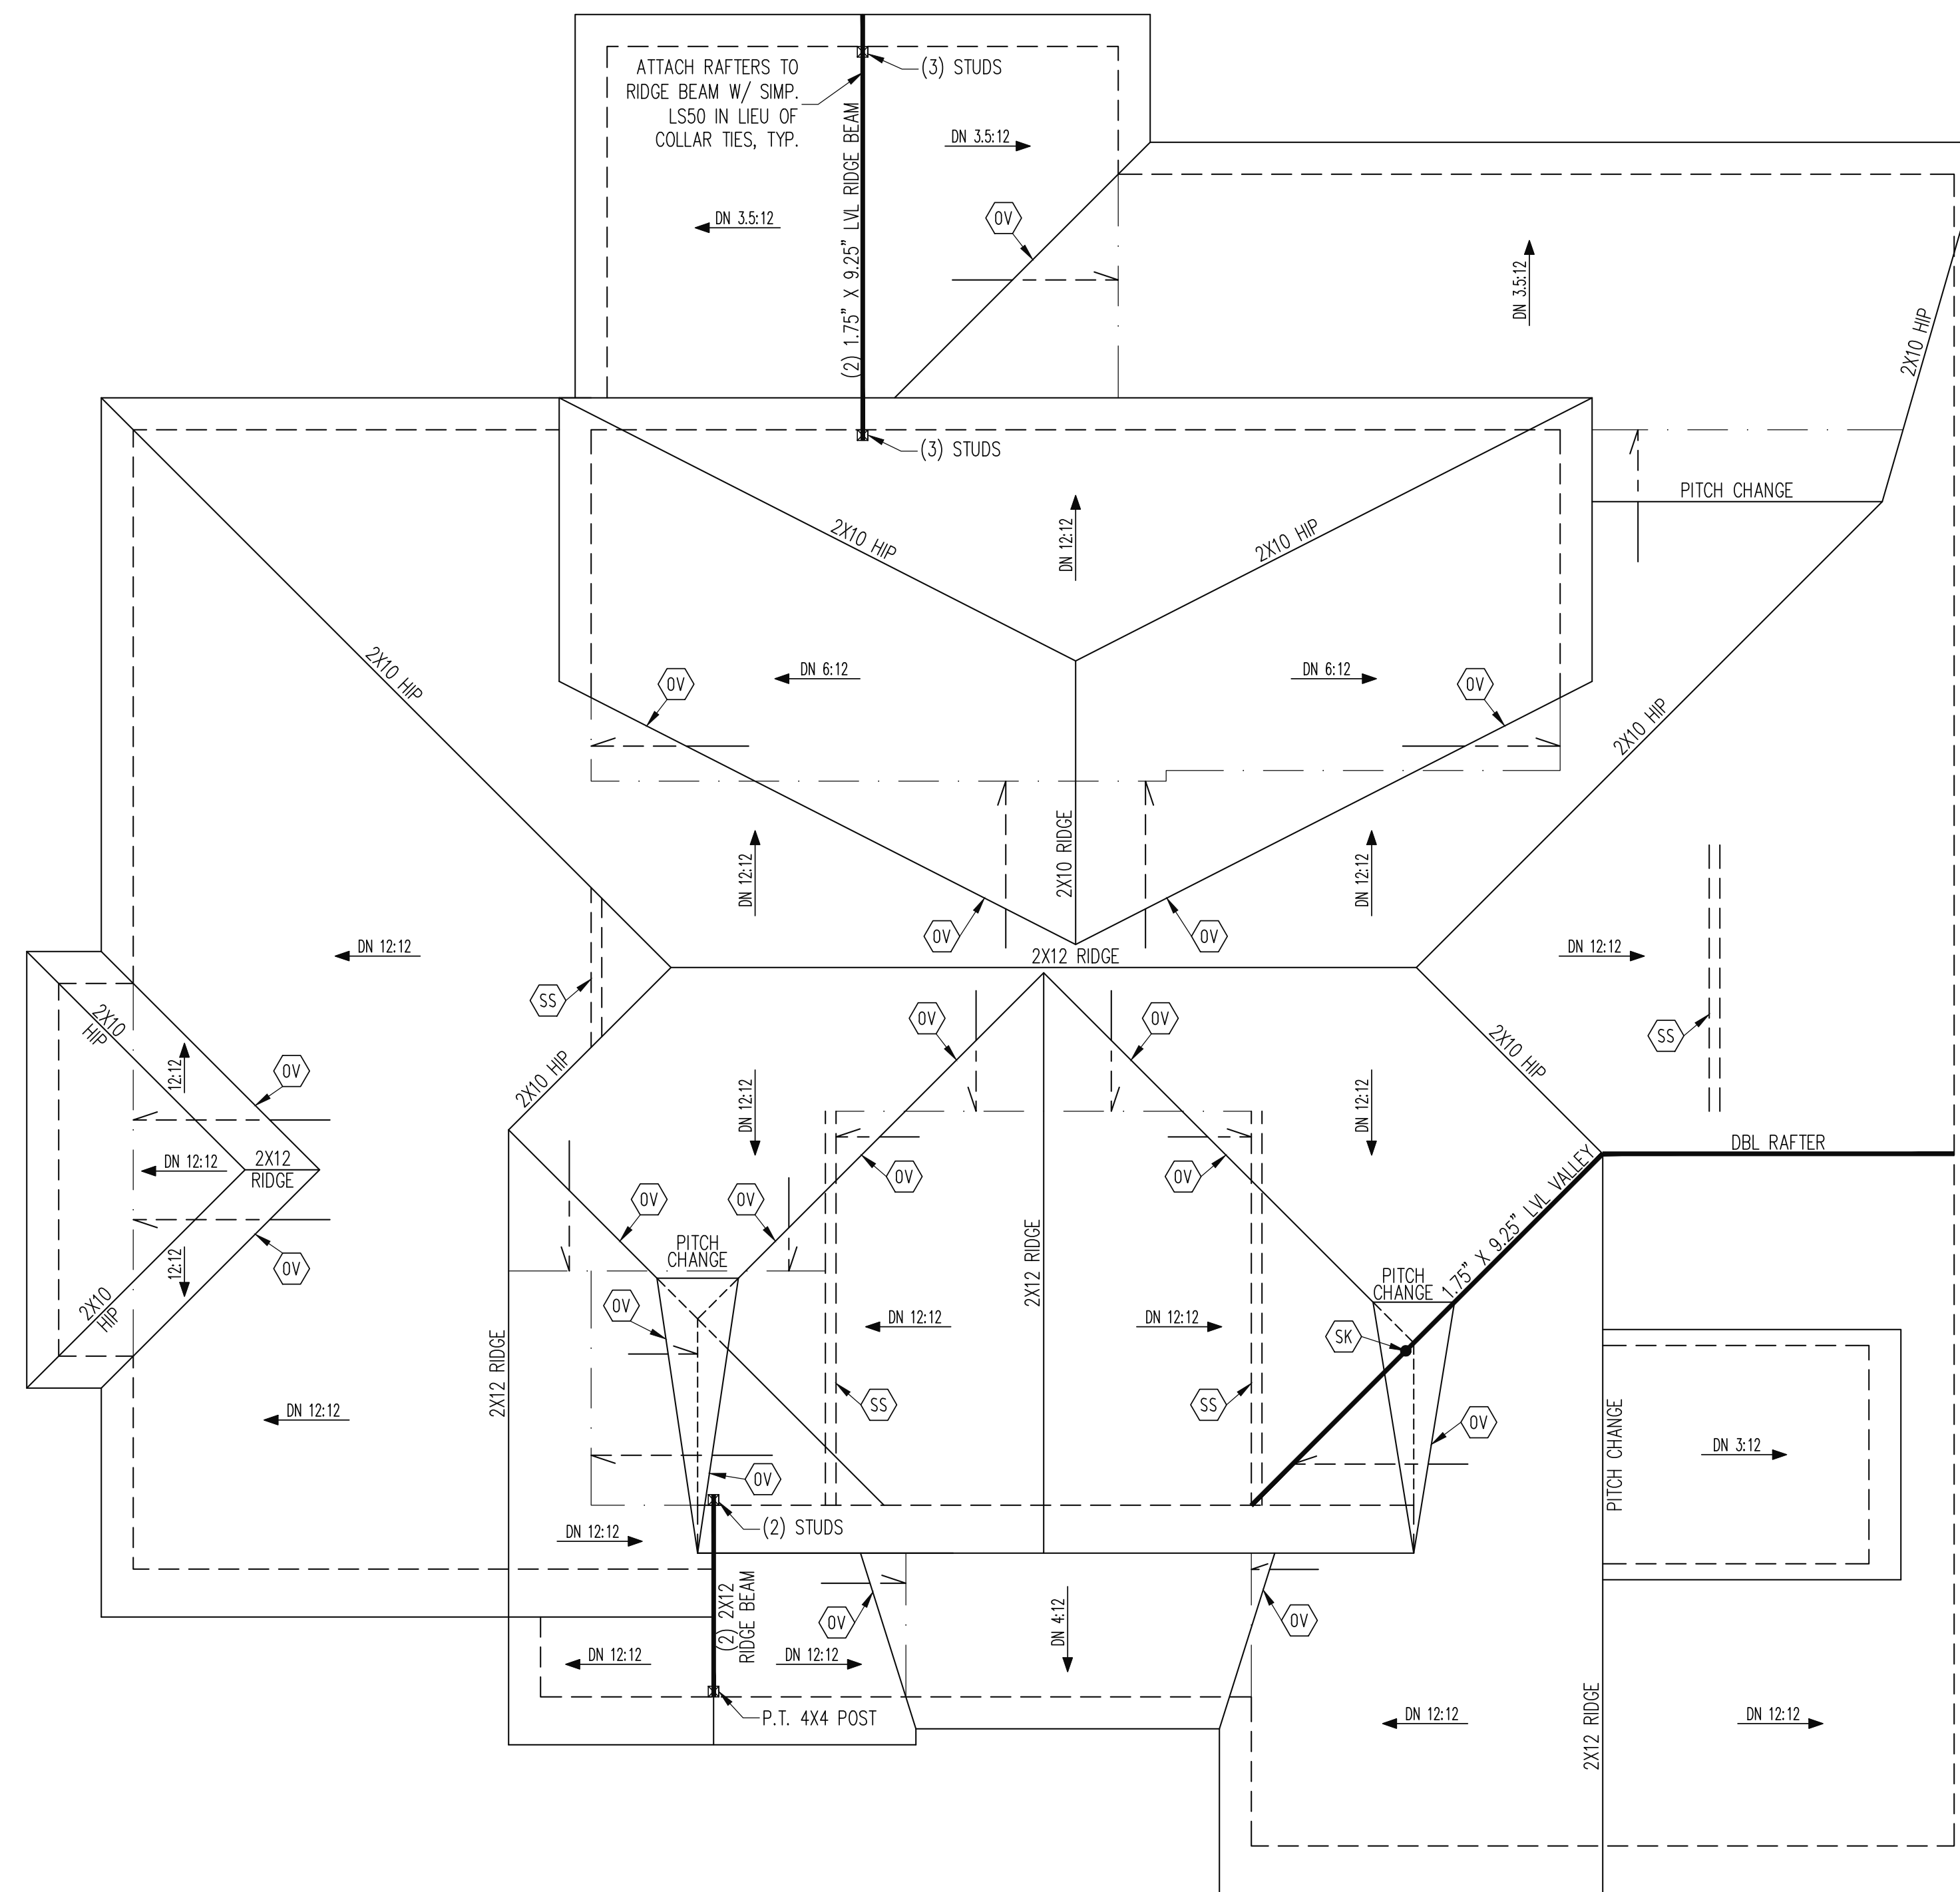 ATTACH RAFTERS TO
RIDGE BEAM W/ SIMP.
LS50 IN LIEU OF
COLLAR TIES, TYP.
(3) STUDS
(2) 1.75" X 9.25" LVL RIDGE BEAM
DN 3.5:12
DN 3.5:12
OV
DN 3.5:12
2X10 HIP
(3) STUDS
PITCH CHANGE
2X10 HIP
DN 12:12
2X10 HIP
2X10 HIP
OV
DN 6:12
DN 6:12
OV
2X10 HIP
DN 12:12
2X10 RIDGE
DN 12:12
OV
OV
2X12 RIDGE
DN 12:12
DN 12:12
SS
OV
OV
SS
2X10
HIP
12:12
OV
2X10 HIP
2X10 HIP
DN 12:12
DN 12:12
DBL RAFTER
DN 12:12
2X12
RIDGE
OV
OV
OV
OV
12:12
OV
2X10
HIP
PITCH
CHANGE
2X12 RIDGE
1.75" X 9.25" LVL VALLEY
PITCH
CHANGE
OV
DN 12:12
DN 12:12
SK
2X12 RIDGE
DN 12:12
SS
SS
OV
PITCH CHANGE
DN 3:12
OV
(2) STUDS
DN 12:12
(2) 2X12
RIDGE BEAM
OV
DN 4:12
OV
DN 12:12
DN 12:12
P.T. 4X4 POST
DN 12:12
2X12 RIDGE
DN 12:12